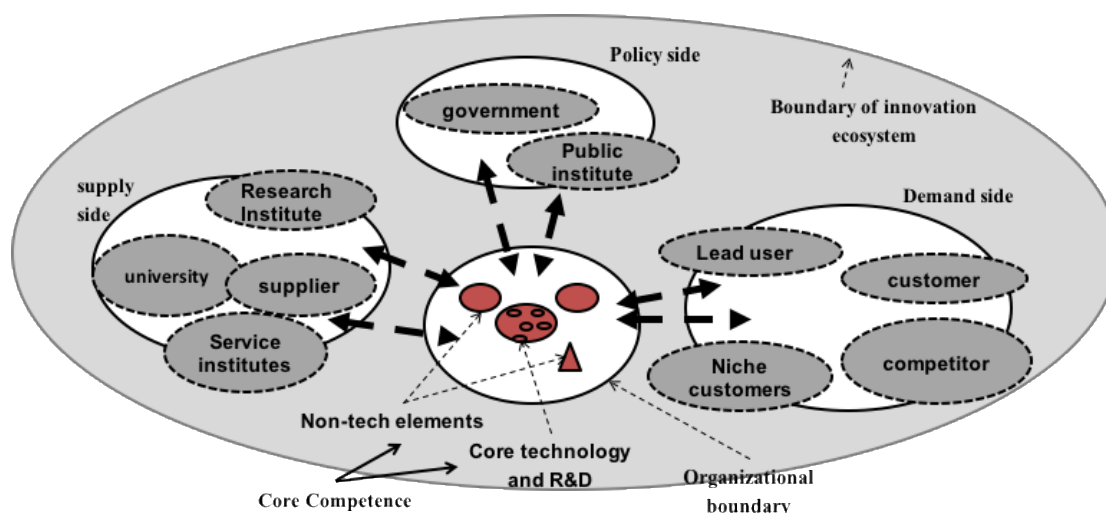 Policy side
government
Public
institute
Boundary of innovation
ecosystem
supply
side
Research
Institute
university
supplier
Service
institutes
Demand side
Lead user
customer
Niche
customers
competitor
Non-tech elements
Core technology
and R&D
Core Competence
Organizational
boundary